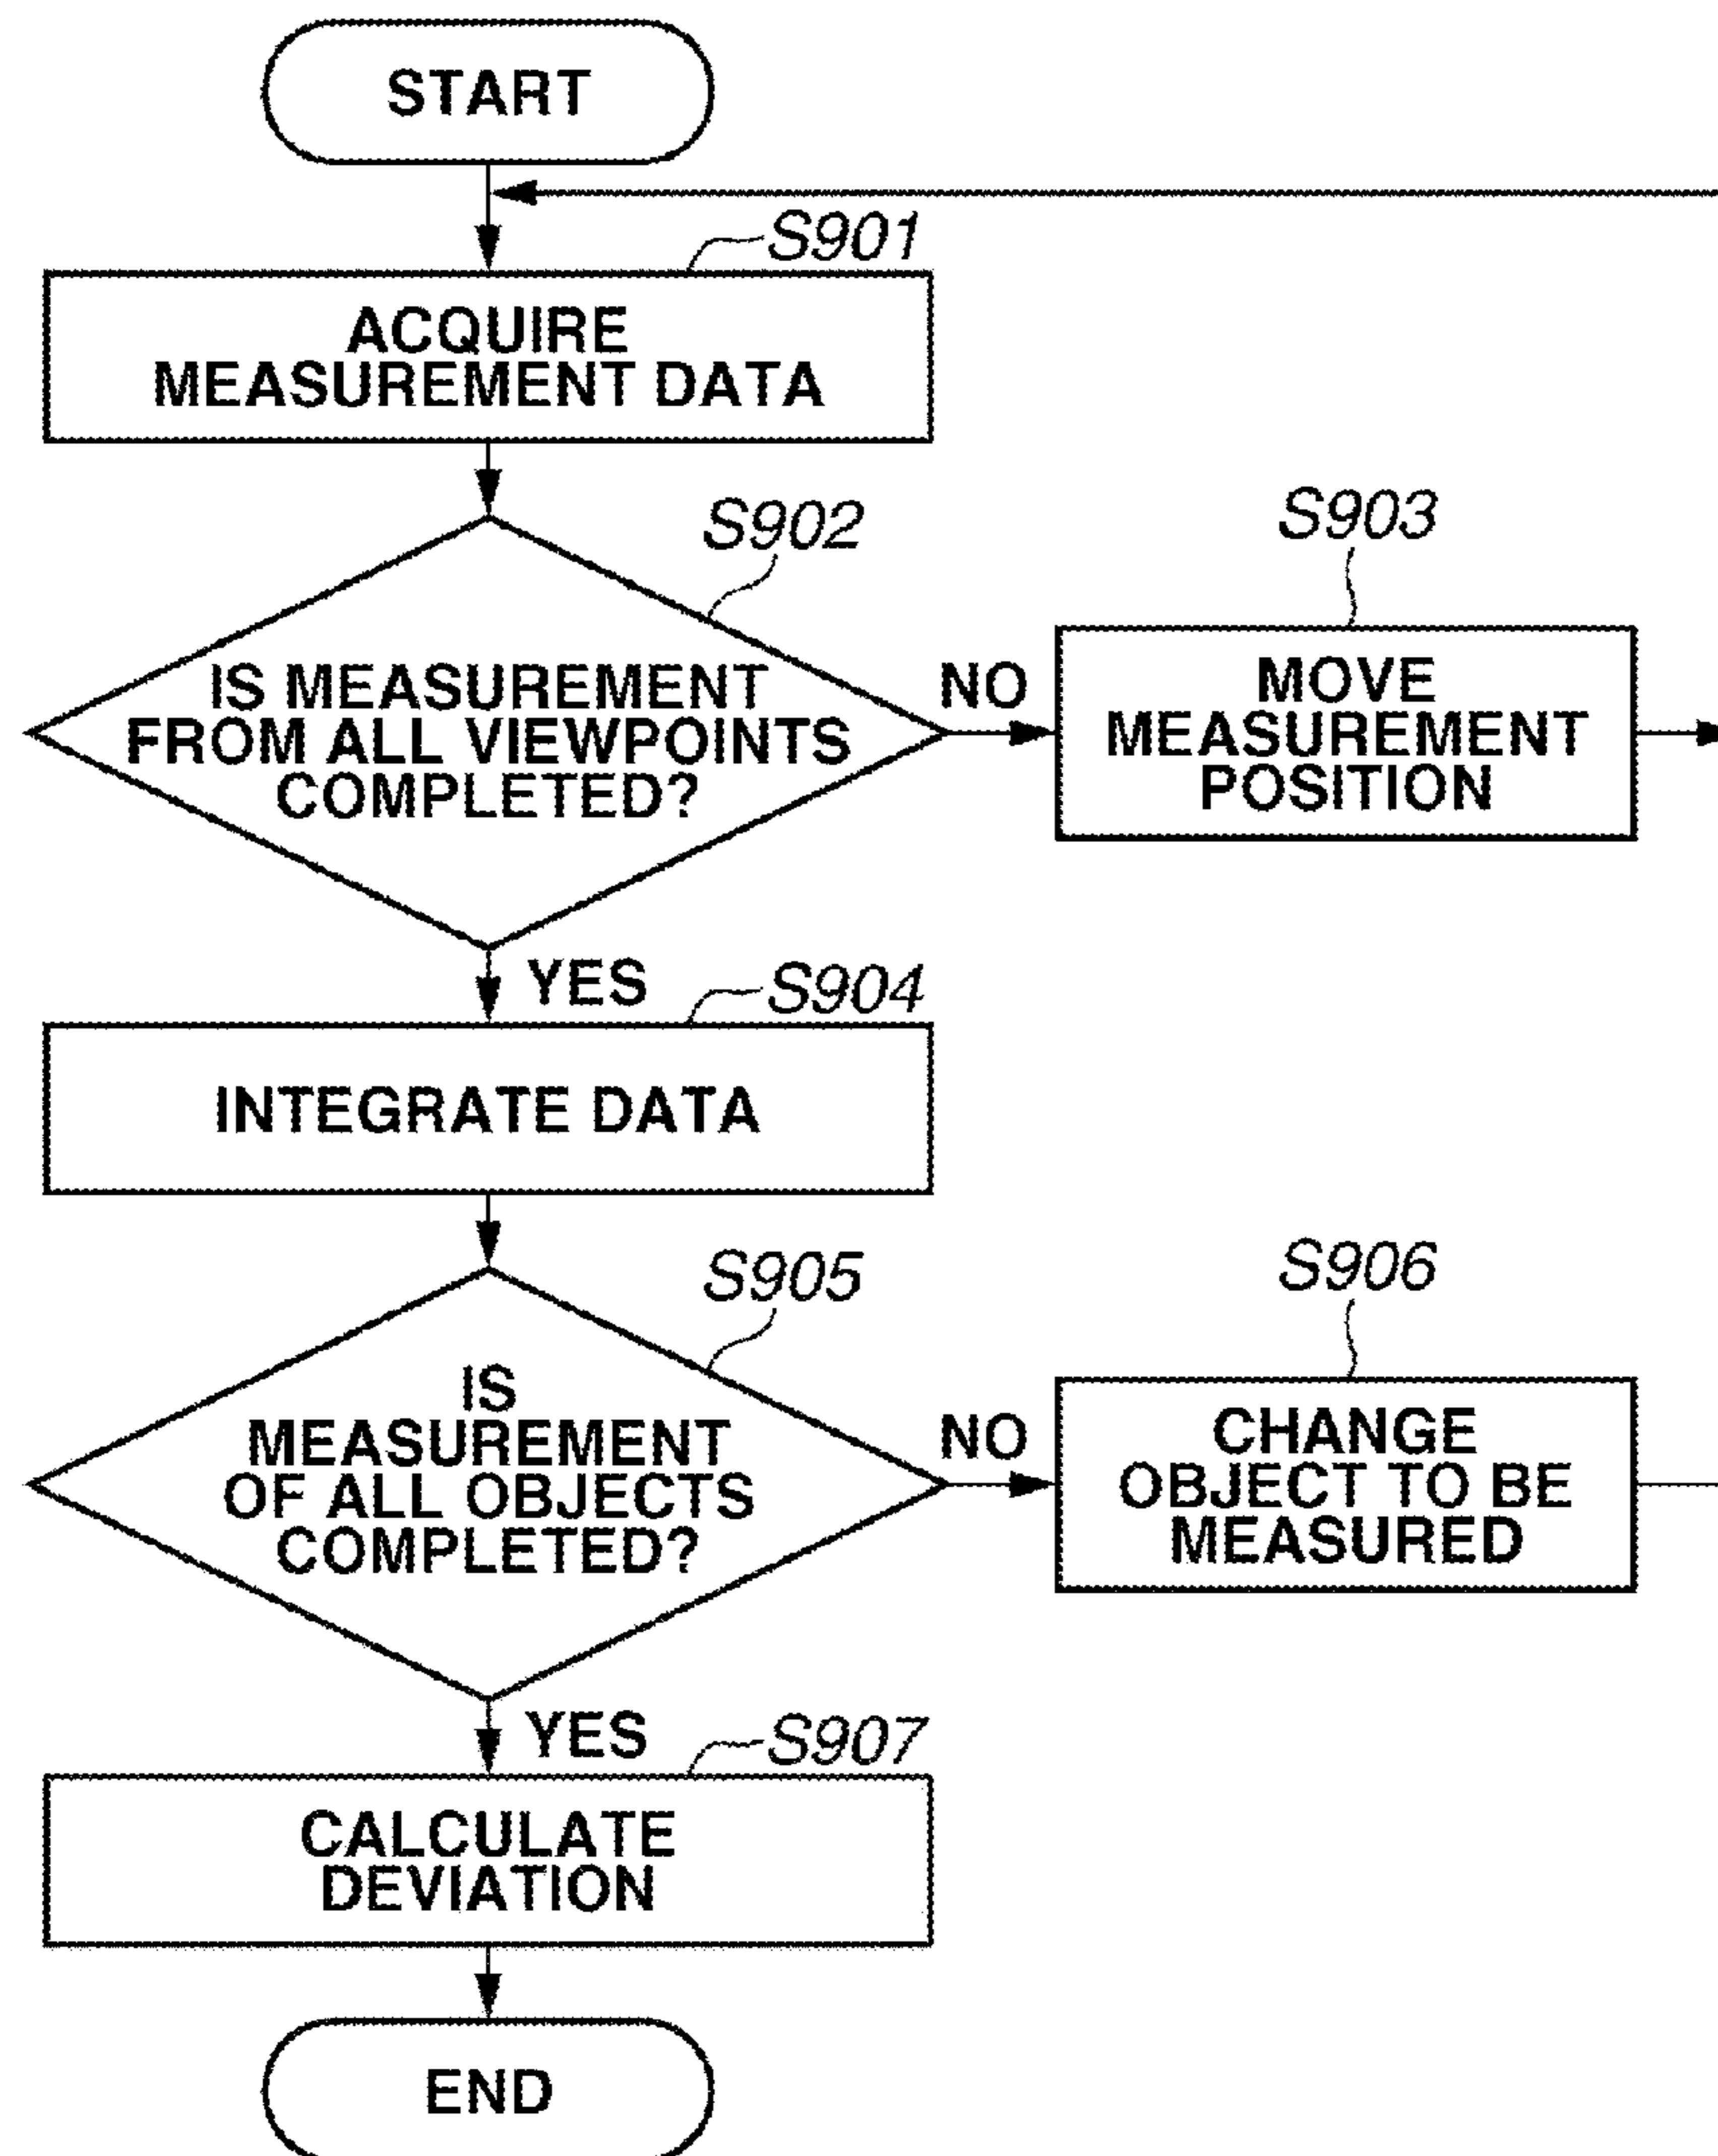 START
S901
ACQUIRE
MEASUREMENT DATA
S902
IS MEASUREMENT
FROM ALL VIEWPOINTS
COMPLETED?
NO
S903
MOVE
MEASUREMENT
POSITION
YES
S904
INTEGRATE DATA
S905
IS
MEASUREMENT
OF ALL OBJECTS
COMPLETED?
NO
S906
CHANGE
OBJECT TO BE
MEASURED
YES
S907
CALCULATE
DEVIATION
END